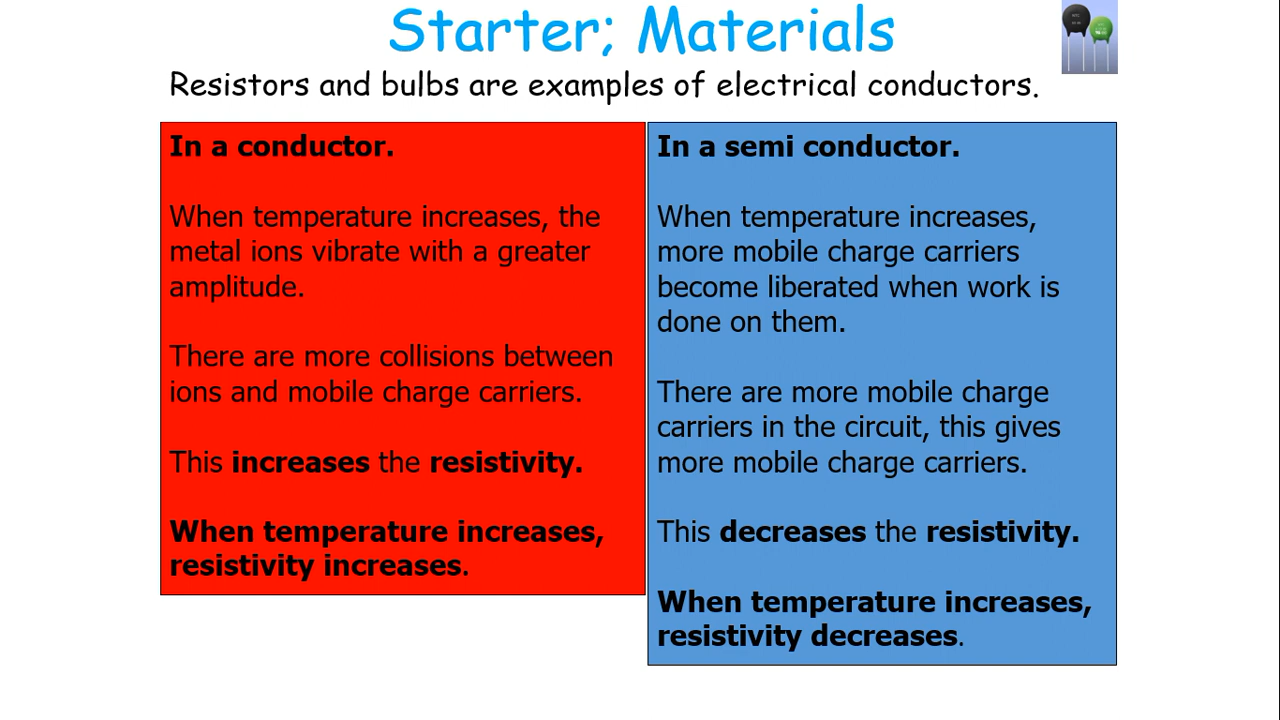 Starter; Materials
Resistors and bulbs are examples of electrical conductors.
In a conductor.
When temperature increases, the
metal ions vibrate with a greater
amplitude.
There are more collisions between
ions and mobile charge carriers.
This increases the resistivity.
When temperature increases,
resistivity increases.
In a semi conductor.
When temperature increases,
more mobile charge carriers
become liberated when work is
done on them.
There are more mobile charge
carriers in the circuit, this gives
more mobile charge carriers.
This decreases the resistivity.
When temperature increases,
resistivity decreases.